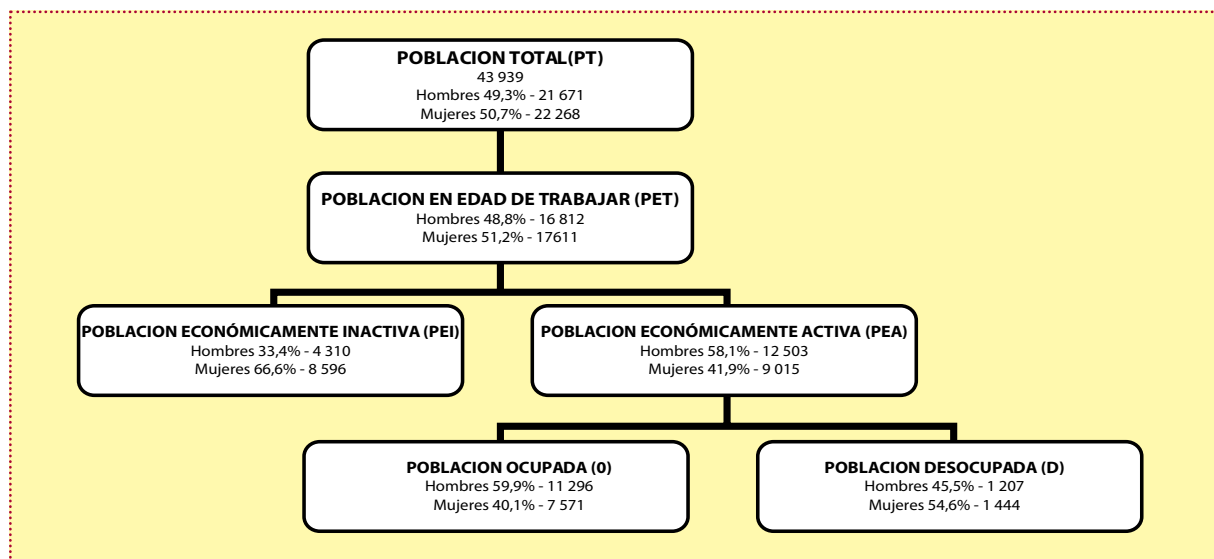 POBLACION TOTAL(PT)
43 939
Hombres 49,3% - 21 671
Mujeres 50,7% - 22 268
POBLACION EN EDAD DE TRABAJAR (PET)
Hombres 48,8% - 16 812
Mujeres 51,2% - 17611
POBLACION ECONÓMICAMENTE INACTIVA (PEI)
Hombres 33,4% - 4 310
Mujeres 66,6% - 8 596
POBLACION ECONÓMICAMENTE ACTIVA (PEA)
Hombres 58,1% - 12 503
Mujeres 41,9% - 9 015
POBLACION OCUPADA (0)
Hombres 59,9% - 11 296
Mujeres 40,1% - 7 571
POBLACION DESOCUPADA (D)
Hombres 45,5% - 1 207
Mujeres 54,6% - 1 444